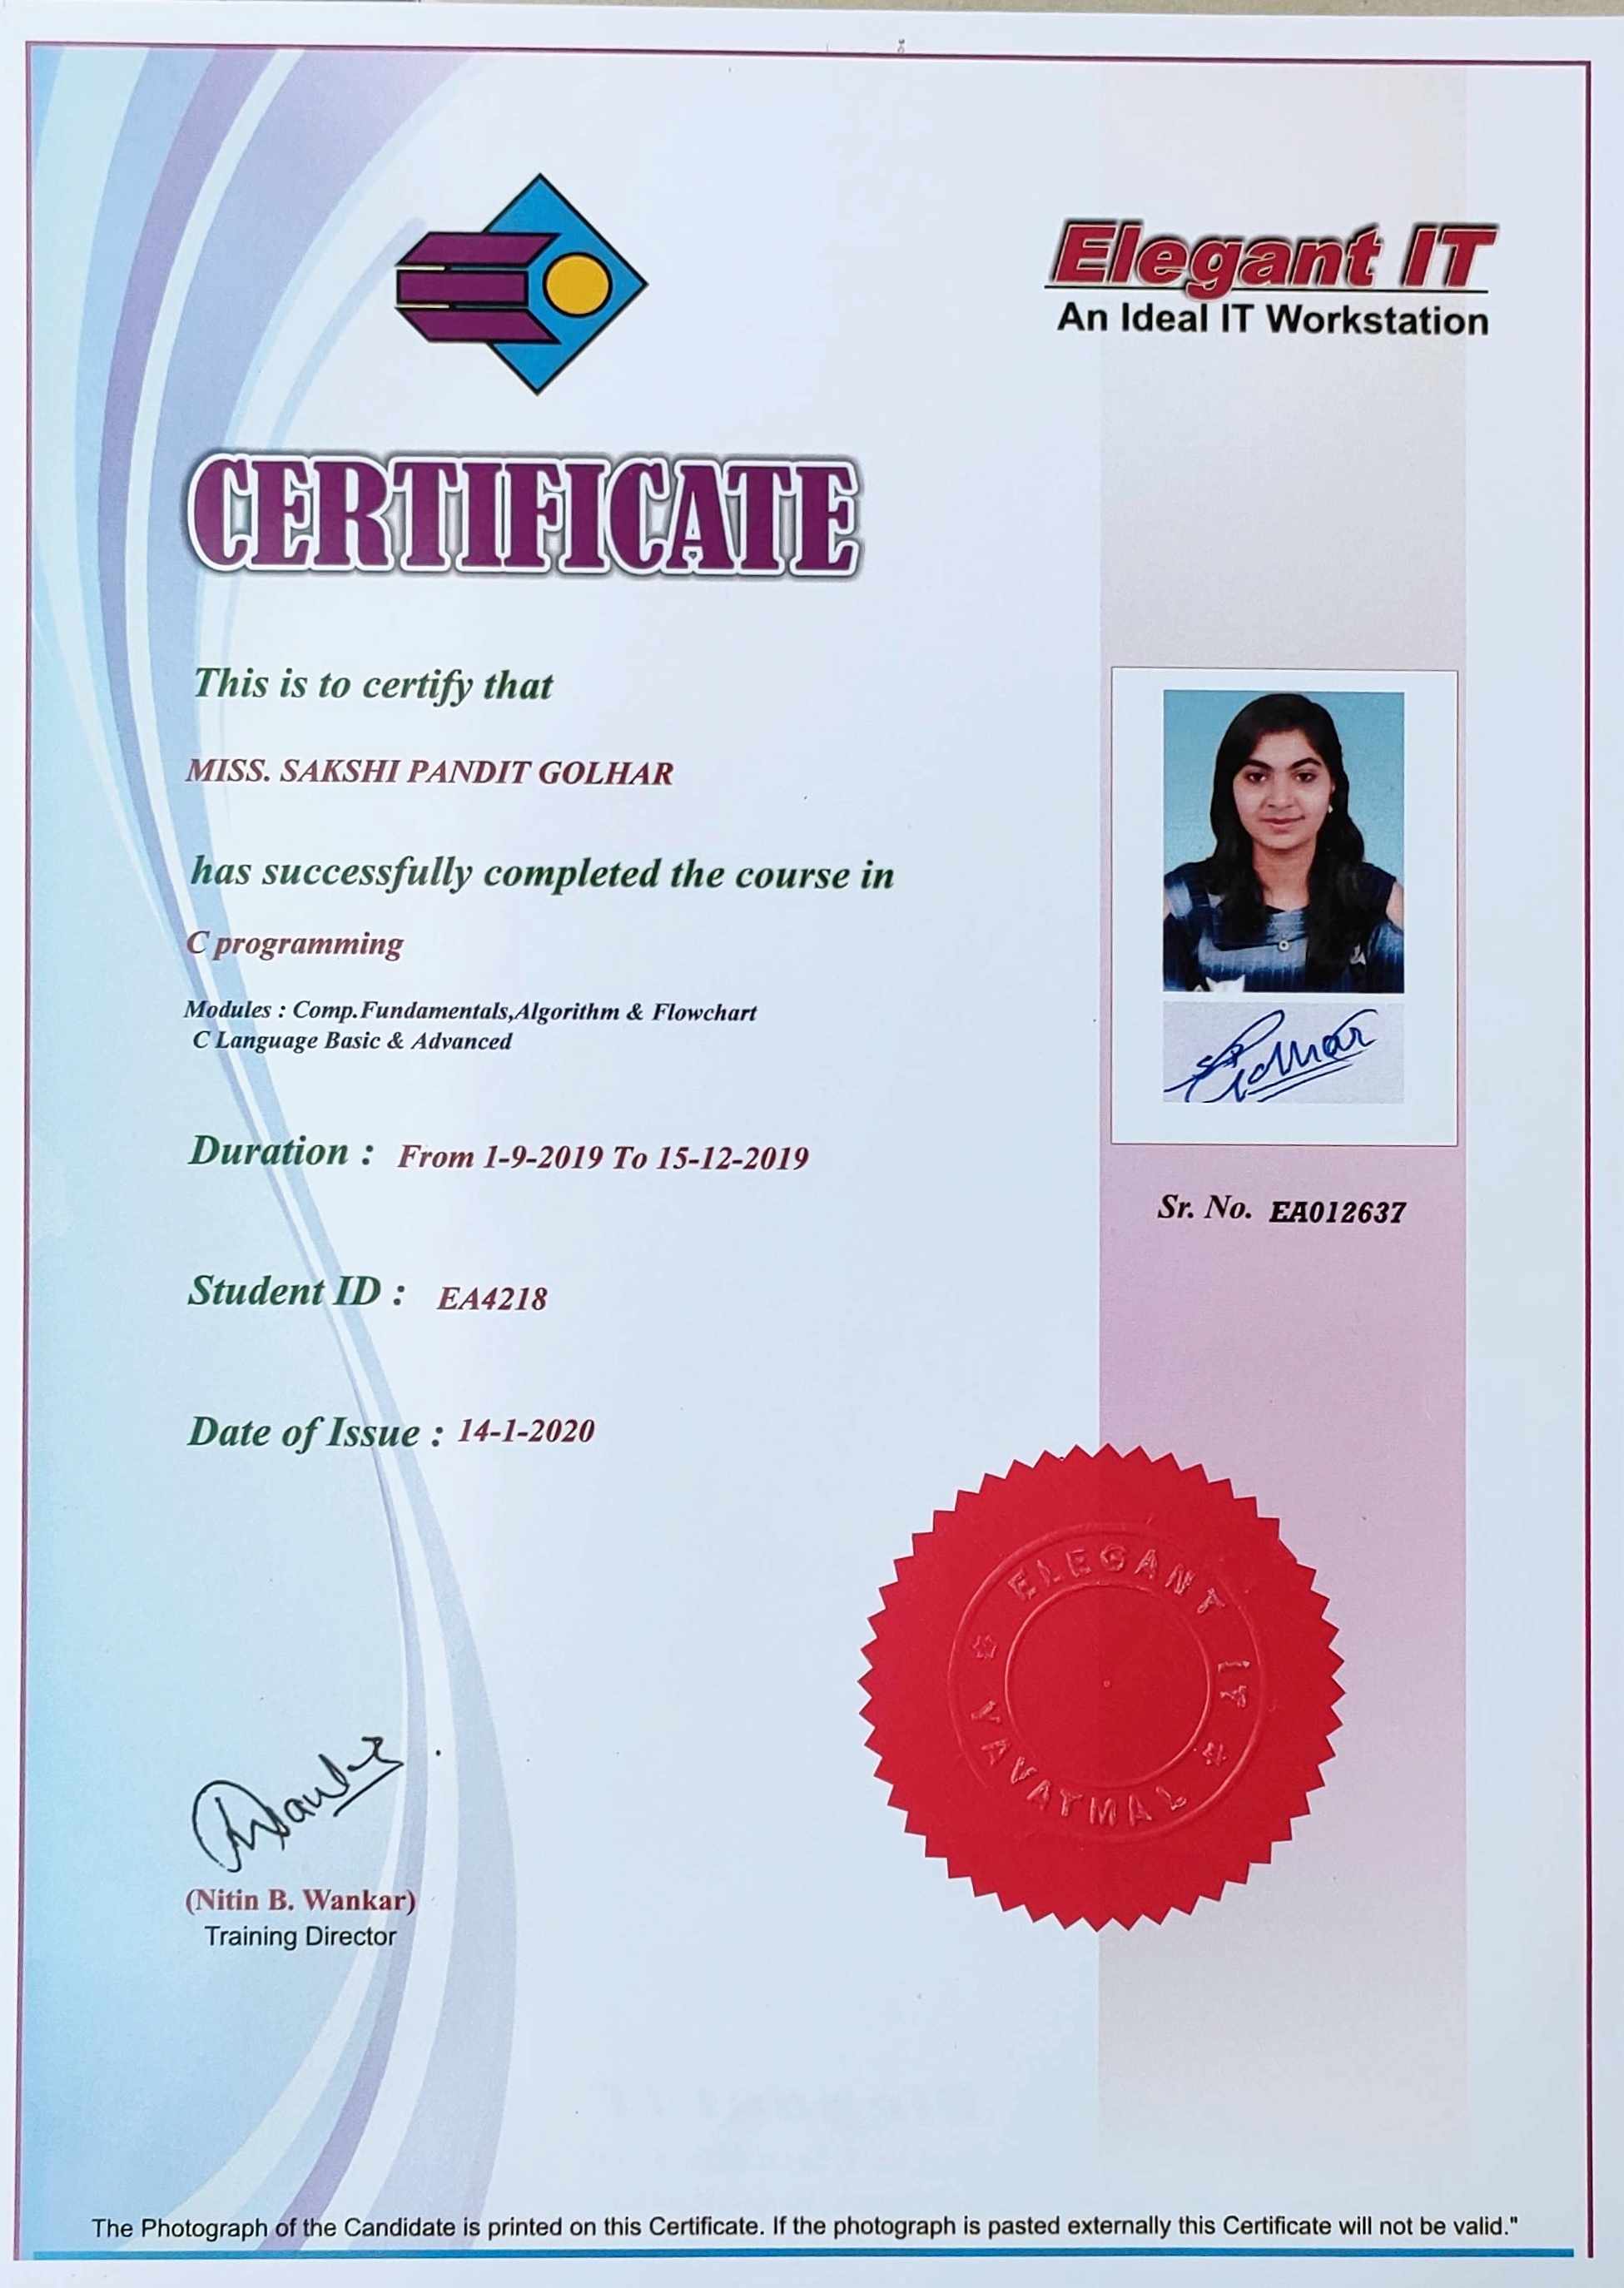 Elegant IT
An Ideal IT Workstation
CERTIFICATE
This is to certify that
MISS. SAKSHI PANDIT GOLHAR
has successfully completed the course in
C programming
Modules : Comp.Fundamentals,Algorithm & Flowchart
C Language Basic & Advanced
Duration : From 1-9-2019 To 15-12-2019
Sr. No. EA012637
Student ID : EA4218
Date of Issue : 14-1-2020
ELEGANT IT
YAVATMAL
(Nitin B. Wankar)
Training Director
The Photograph of the Candidate is printed on this Certificate. If the photograph is pasted externally this Certificate will not be valid."